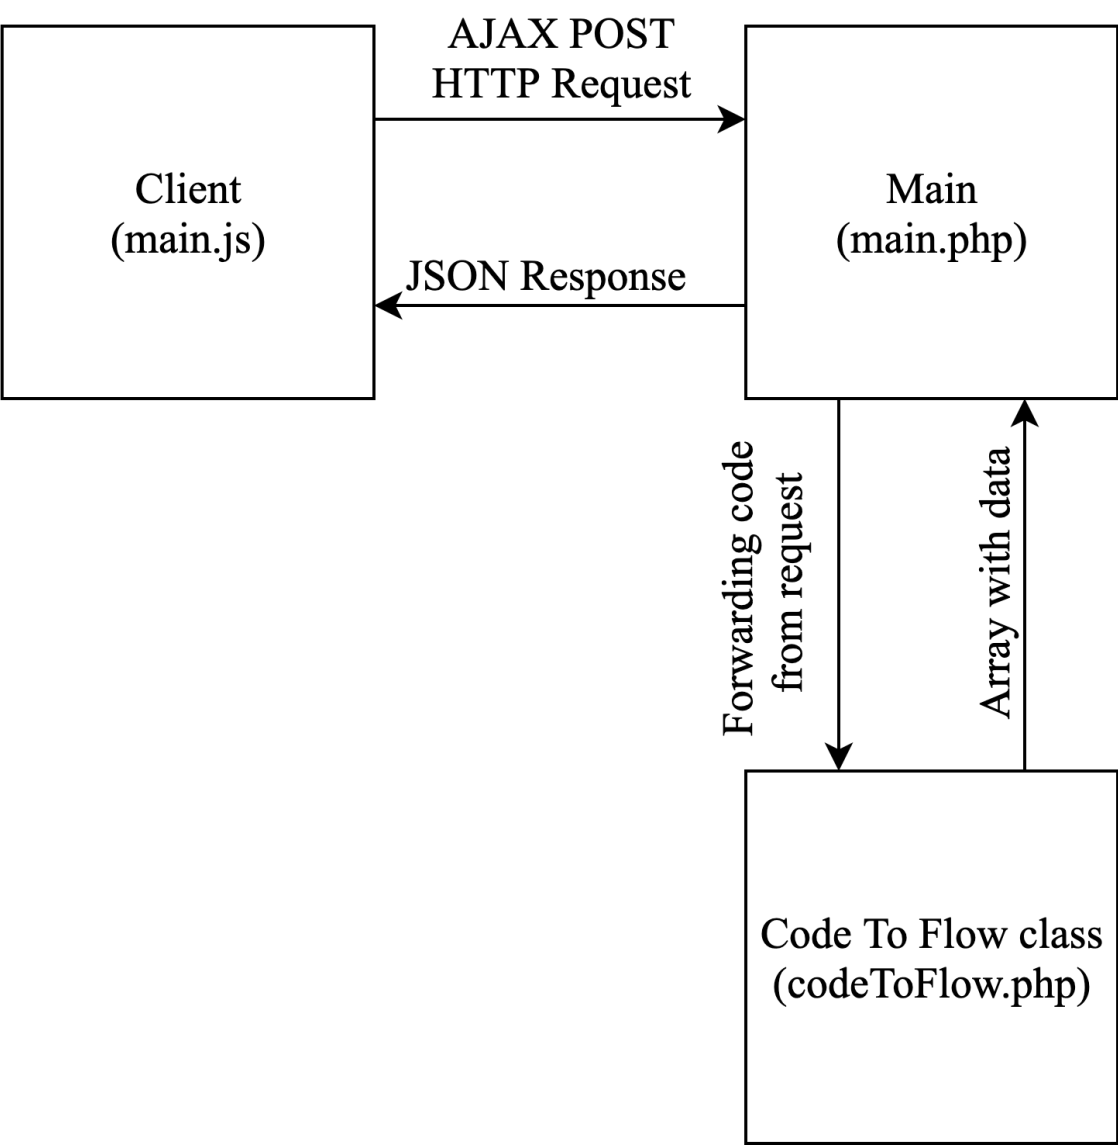 AJAX POST
HTTP Request
Client
(main.js)
Main
(main.php)
JSON Response
Forwarding code
from request
Array with data
Code To Flow class
(codeToFlow.php)